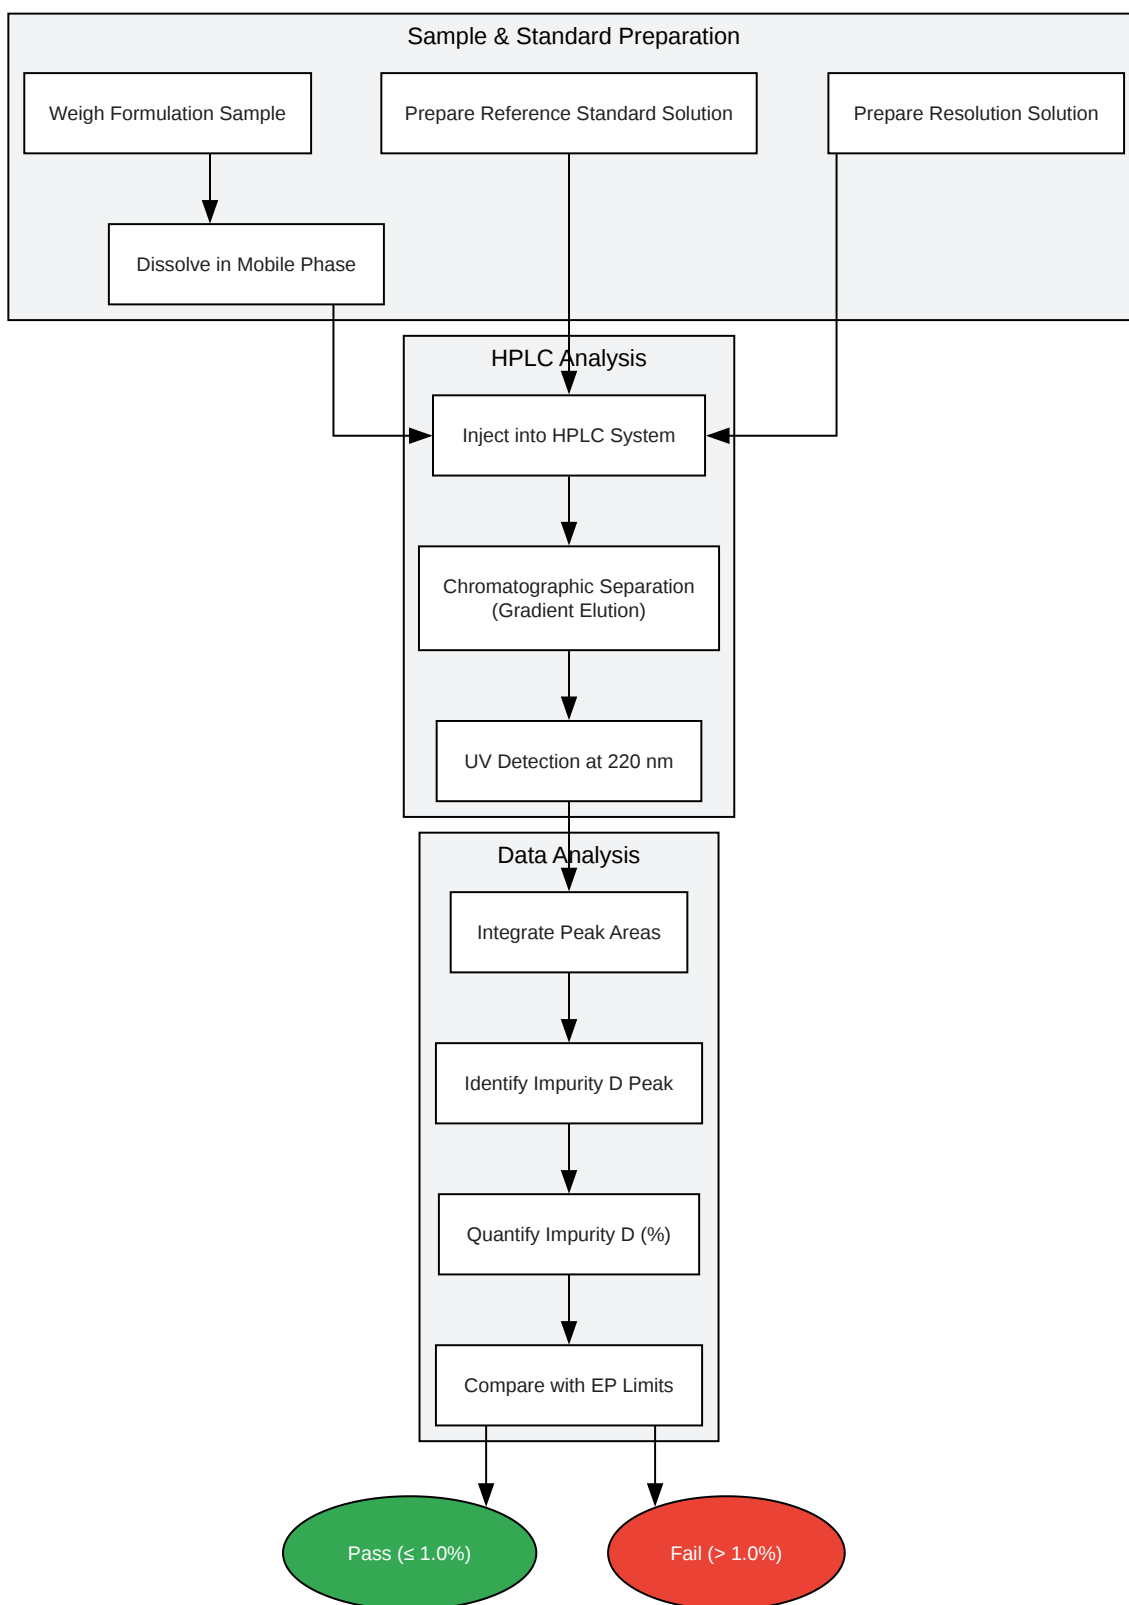 Sample & Standard Preparation
Weigh Formulation Sample
Prepare Reference Standard Solution
Prepare Resolution Solution
Dissolve in Mobile Phase
HPLC Analysis
Inject into HPLC System
Chromatographic Separation
(Gradient Elution)
UV Detection at 220 nm
Data Analysis
Integrate Peak Areas
Identify Impurity D Peak
Quantify Impurity D (%)
Compare with EP Limits
Pass (≤ 1.0%)
Fail (> 1.0%)